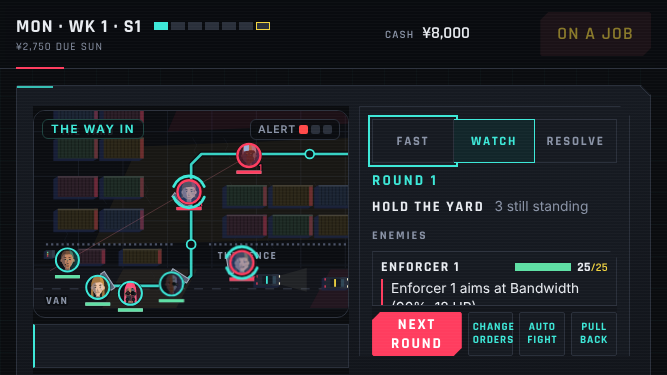 MON · WK 1 · S1
¥2,750 DUE SUN
CASH ¥8,000
ON A JOB
THE WAY IN
ALERT
VAN
FAST
WATCH
RESOLVE
ROUND 1
HOLD THE YARD 3 still standing
ENEMIES
ENFORCER 1 25/25
Enforcer 1 aims at Bandwidth
NEXT ROUND
CHANGE ORDERS
AUTO FIGHT
PULL BACK